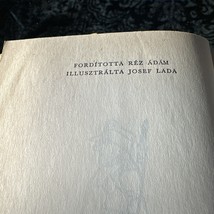 FORDÍTOTTA RÉZ ÁDÁM
ILLUSZTRÁLTA JOSEF LADA